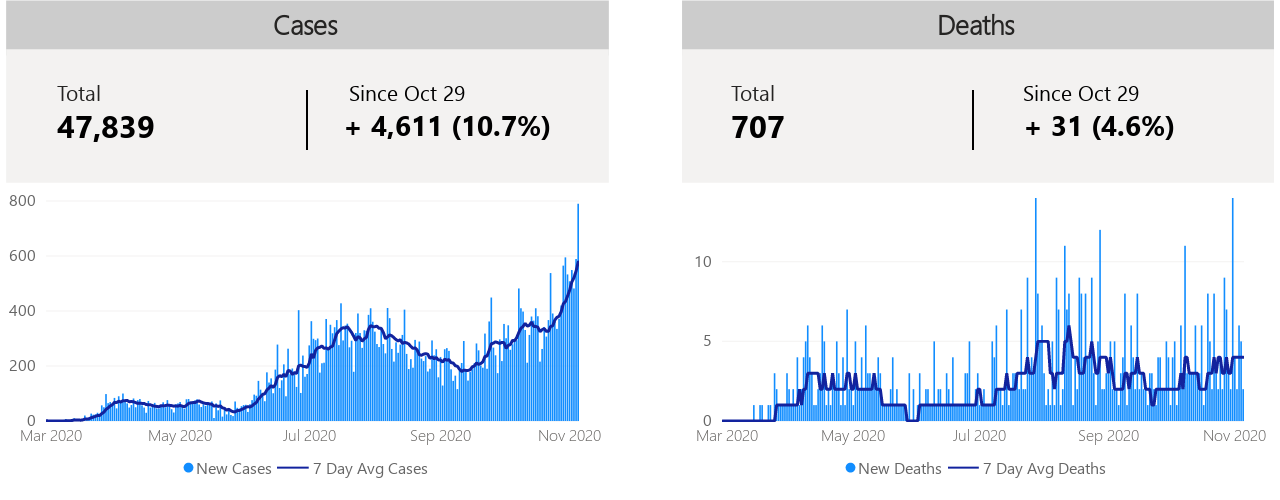 Cases
Total
Since Oct 29
47,839
+ 4,611 (10.7%)
800
600
400
200
0
Mar 2020 May 2020 Jul 2020 Sep 2020 Nov 2020
New Cases 7 Day Avg Cases
Deaths
Total
Since Oct 29
707
+ 31 (4.6%)
10
5
0
Mar 2020 May 2020 Jul 2020 Sep 2020 Nov 2020
New Deaths 7 Day Avg Deaths